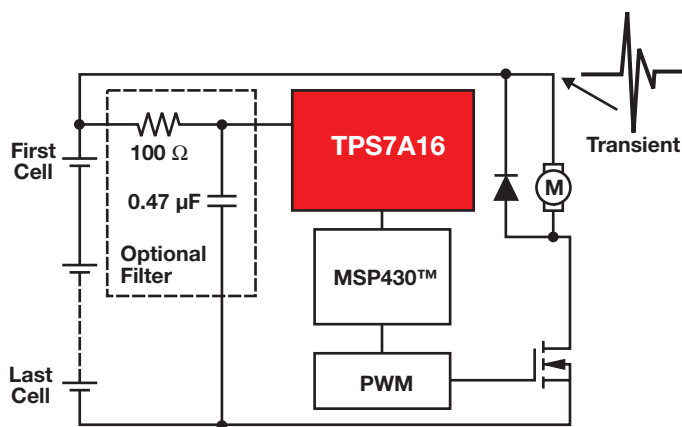 Transient
First
Cell
100 Ω
TPS7A16
M
0.47 µF
Optional
Filter
MSP430™
Last
Cell
PWM